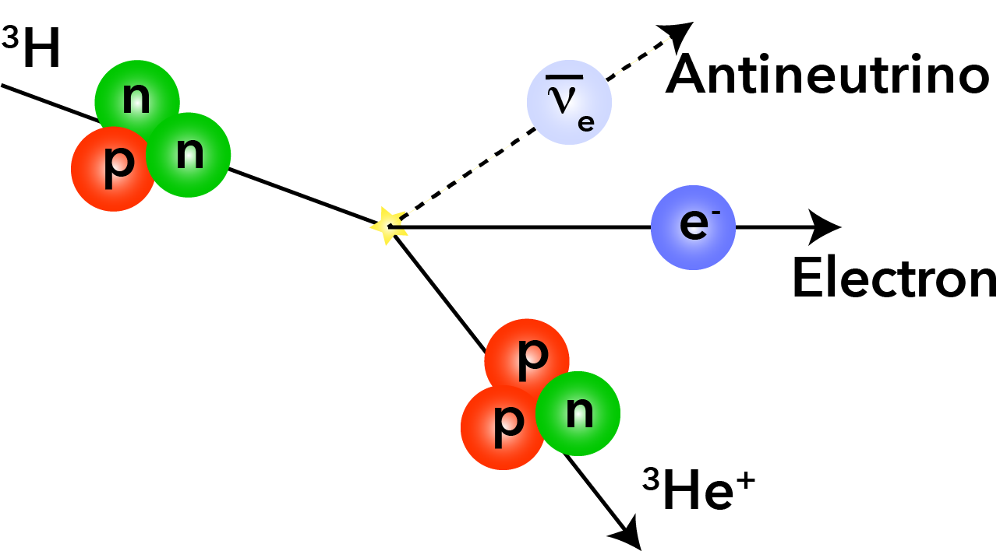 ³H
n
n
p
ν̅ₑ
Antineutrino
e⁻
Electron
p
p
n
³He⁺